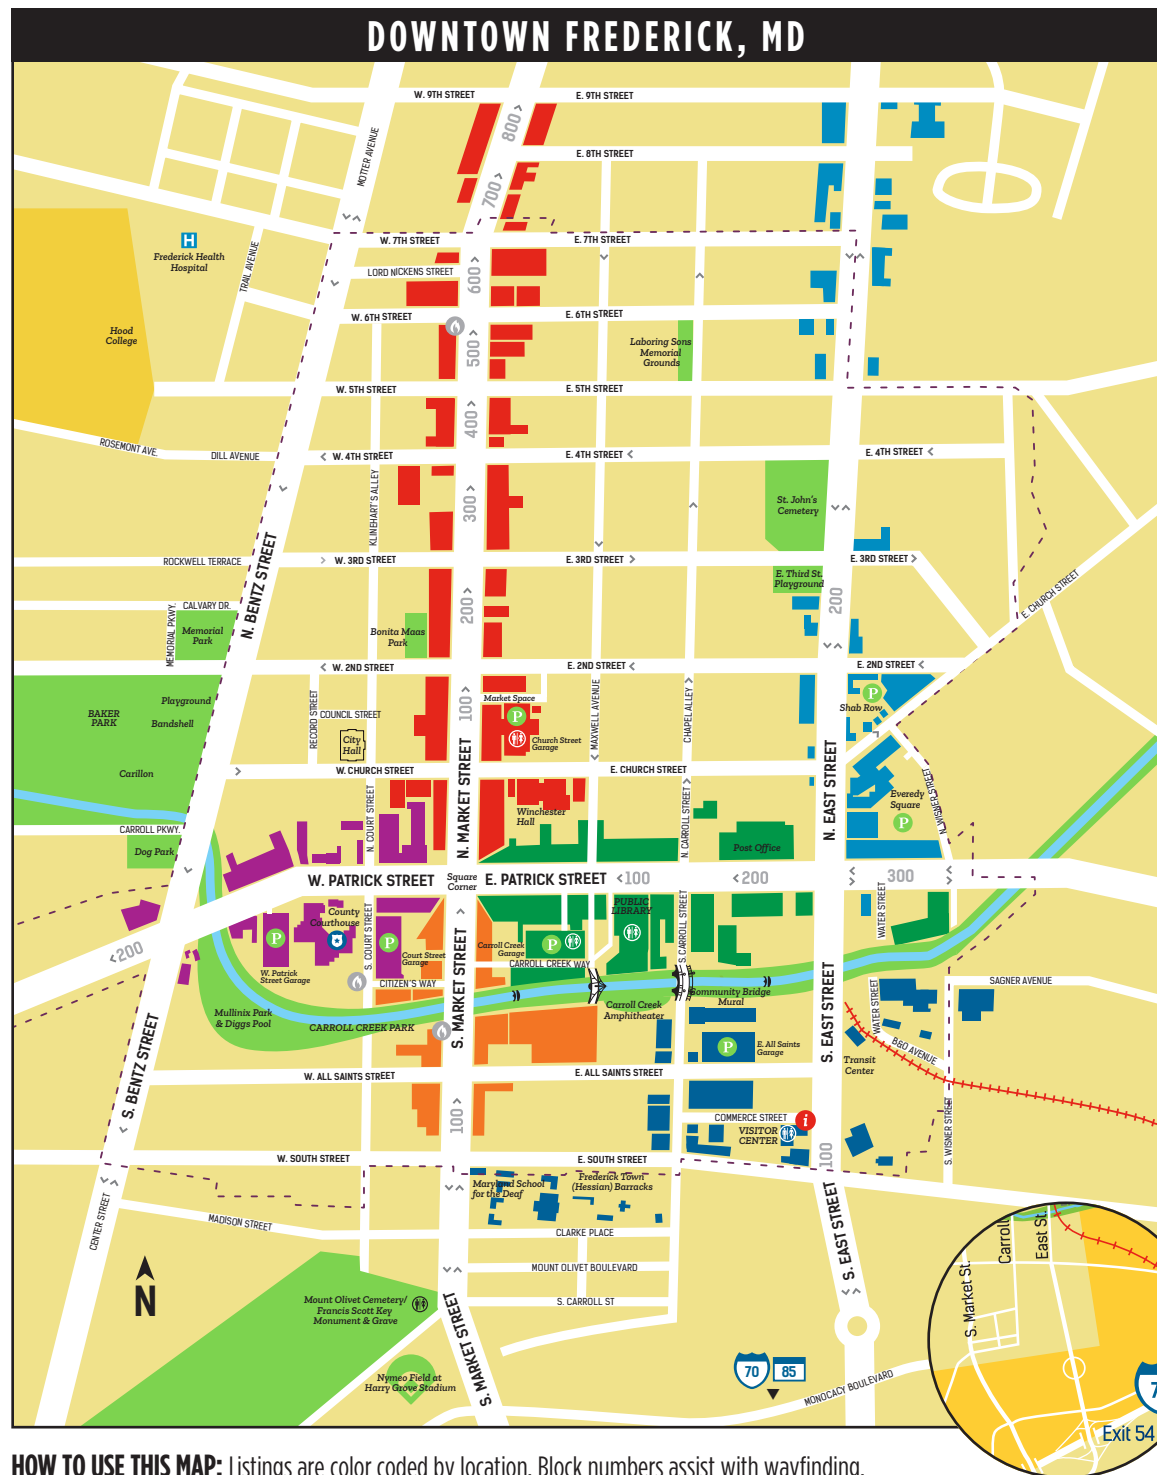 DOWNTOWN FREDERICK, MD
W. 9TH STREET
E. 9TH STREET
800 >
E. 8TH STREET
MOTTER AVENUE
700 >
W. 7TH STREET
E. 7TH STREET
H
Frederick Health
Hospital
TRAIL AVENUE
LORD NICKENS STREET
600 >
W. 6TH STREET
E. 6TH STREET
Hood
College
500 >
Laboring Sons
Memorial
Grounds
W. 5TH STREET
E. 5TH STREET
400 >
ROSEMONT AVE.
DILL AVENUE
< W. 4TH STREET
E. 4TH STREET <
E. 4TH STREET <
KLINEHART'S ALLEY
300 >
St. John's
Cemetery
N. BENTZ STREET
ROCKWELL TERRACE
> W. 3RD STREET
E. 3RD STREET >
E. 3RD STREET >
E. Third St.
Playground
200
E. CHURCH STREET
MEMORIAL PKWY.
CALVARY DR.
Memorial
Park
200 >
Bonita Maas
Park
< W. 2ND STREET
E. 2ND STREET <
E. 2ND STREET <
Playground
BAKER
PARK
Bandshell
RECORD STREET
COUNCIL STREET
100 >
Market Space
P
MAXWELL AVENUE
CHAPEL ALLEY
P
Shab Row
City
Hall
Church Street
Garage
N. MARKET STREET
N. EAST STREET
Carillon
W. CHURCH STREET
E. CHURCH STREET
N. COURT STREET
Winchester
Hall
N. CARROLL STREET
Everedy
Square
P
N. WISNER STREET
CARROLL PKWY.
Dog Park
Post Office
W. PATRICK STREET
Square
Corner
E. PATRICK STREET
<100
<200
300
PUBLIC
LIBRARY
County
Courthouse
P
S. COURT STREET
P
Court Street
Garage
W. Patrick
Street Garage
S. MARKET STREET
Carroll Creek
Garage
P
CARROLL CREEK WAY
S. CARROLL STREET
WATER STREET
<200
CITIZEN'S WAY
SAGNER AVENUE
Community Bridge
Mural
Carroll Creek
Amphitheater
Mullinix Park
& Diggs Pool
CARROLL CREEK PARK
S. EAST STREET
WATER STREET
B&O AVENUE
P
E. All Saints
Garage
Transit
Center
S. BENTZ STREET
W. ALL SAINTS STREET
E. ALL SAINTS STREET
100 >
COMMERCE STREET
i
VISITOR
CENTER
S. WISNER STREET
100
W. SOUTH STREET
E. SOUTH STREET
Maryland School
for the Deaf
Frederick Town
(Hessian) Barracks
CENTER STREET
MADISON STREET
CLARKE PLACE
S. EAST STREET
MOUNT OLIVET BOULEVARD
N
S. CARROLL ST
Mount Olivet Cemetery/
Francis Scott Key
Monument & Grave
S. MARKET STREET
Nymeo Field at
Harry Grove Stadium
70
85
MONOCACY BOULEVARD
Carroll
East St.
S. Market St.
7
Exit 54
HOW TO USE THIS MAP: Listings are color coded by location. Block numbers assist with wayfinding.